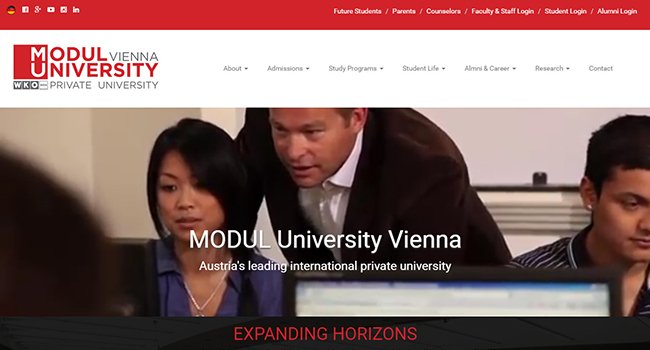 Future Students / Parents / Counselors / Faculty & Staff Login / Student Login / Alumni Login
MODUL VIENNA
UNIVERSITY
WKO PRIVATE UNIVERSITY
About Admissions Study Programs Student Life Almni & Career Research Contact
MODUL University Vienna
Austria's leading international private university
EXPANDING HORIZONS